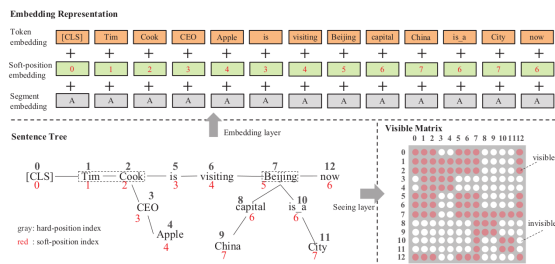 Embedding Representation
Token embedding [CLS] Tim Cook CEO Apple is visiting Beijing capital China is_a City now
+ + + + + + + + + + + + +
Soft-position embedding 0 1 2 3 4 3 4 5 6 7 6 7 6
+ + + + + + + + + + + + +
Segment embedding A A A A A A A A A A A A A
Embedding layer
Sentence Tree
0 1 2 5 6 7 12
[CLS] Tim Cook is visiting Beijing now
0 1 2 3 4 5 6
3 8 10
CEO capital is_a
3 6 6
4 9 11
Apple China City
4 7 7
gray: hard-position index
red : soft-position index
Seeing layer
Visible Matrix
0 1 2 3 4 5 6 7 8 9 10 11 12
0
1
2
3
4
5
6
7
8
9
10
11
12
visible
invisible